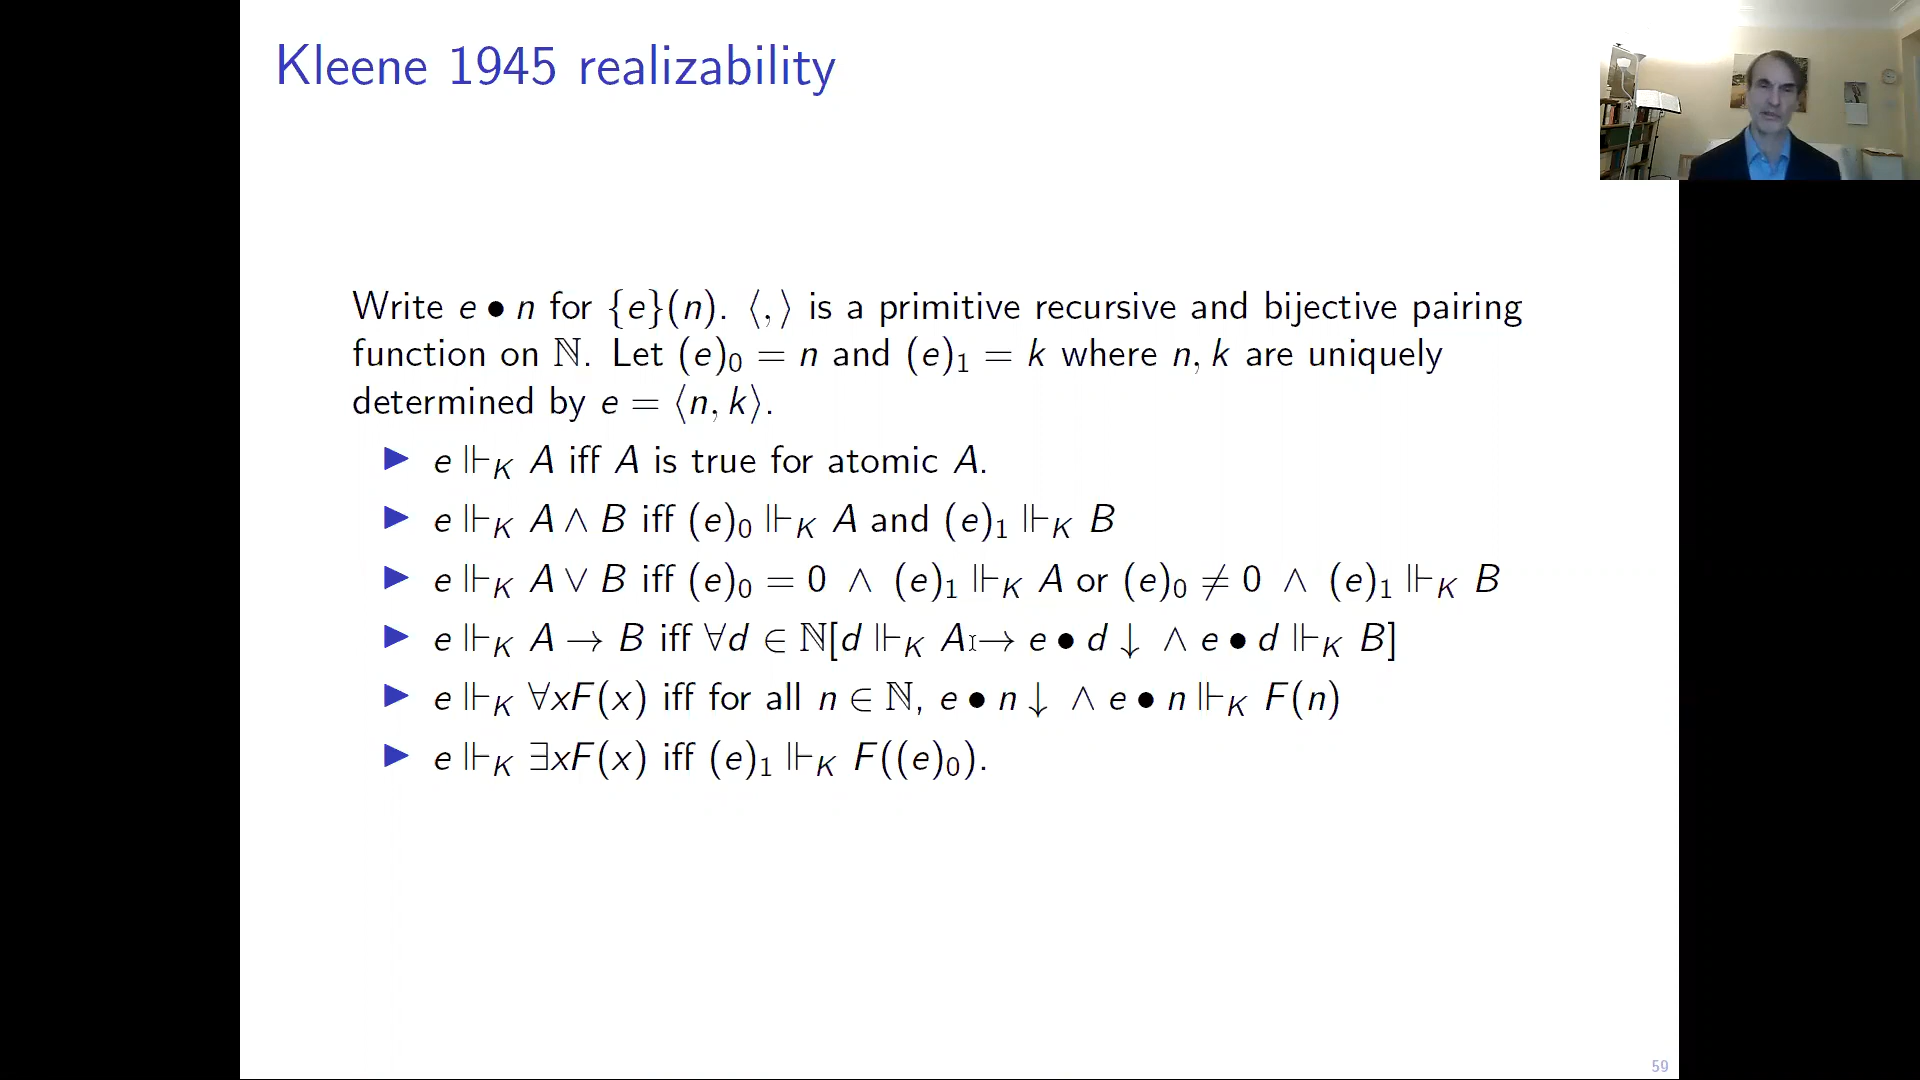 Kleene 1945 realizability
Write e • n for {e}(n). ⟨,⟩ is a primitive recursive and bijective pairing
function on ℕ. Let (e)₀ = n and (e)₁ = k where n, k are uniquely
determined by e = ⟨n, k⟩.
▶ e ⊩_K A iff A is true for atomic A.
▶ e ⊩_K A ∧ B iff (e)₀ ⊩_K A and (e)₁ ⊩_K B
▶ e ⊩_K A ∨ B iff (e)₀ = 0 ∧ (e)₁ ⊩_K A or (e)₀ ≠ 0 ∧ (e)₁ ⊩_K B
▶ e ⊩_K A → B iff ∀d ∈ ℕ[d ⊩_K A → e • d ↓ ∧ e • d ⊩_K B]
▶ e ⊩_K ∀xF(x) iff for all n ∈ ℕ, e • n ↓ ∧ e • n ⊩_K F(n)
▶ e ⊩_K ∃xF(x) iff (e)₁ ⊩_K F((e)₀).
59